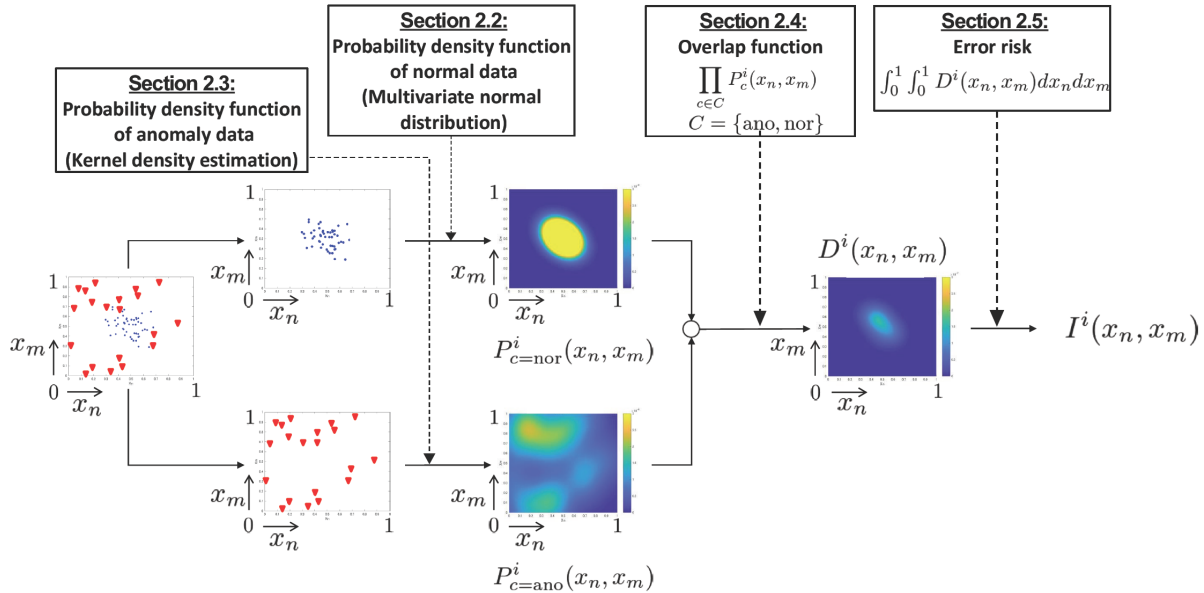 Section 2.3:
Probability density function
of anomaly data
(Kernel density estimation)
Section 2.2:
Probability density function
of normal data
(Multivariate normal
distribution)
Section 2.4:
Overlap function
∏_{c∈C} P_c^i(x_n, x_m)
C = {ano, nor}
Section 2.5:
Error risk
∫_0^1 ∫_0^1 D^i(x_n, x_m)dx_n dx_m
x_m
0
x_n
1
1
x_m
0
x_n
1
1
x_m
0
x_n
1
P_{c=nor}^i(x_n, x_m)
1
x_m
0
x_n
1
1
x_m
0
x_n
1
P_{c=ano}^i(x_n, x_m)
D^i(x_n, x_m)
1
x_m
0
x_n
1
I^i(x_n, x_m)